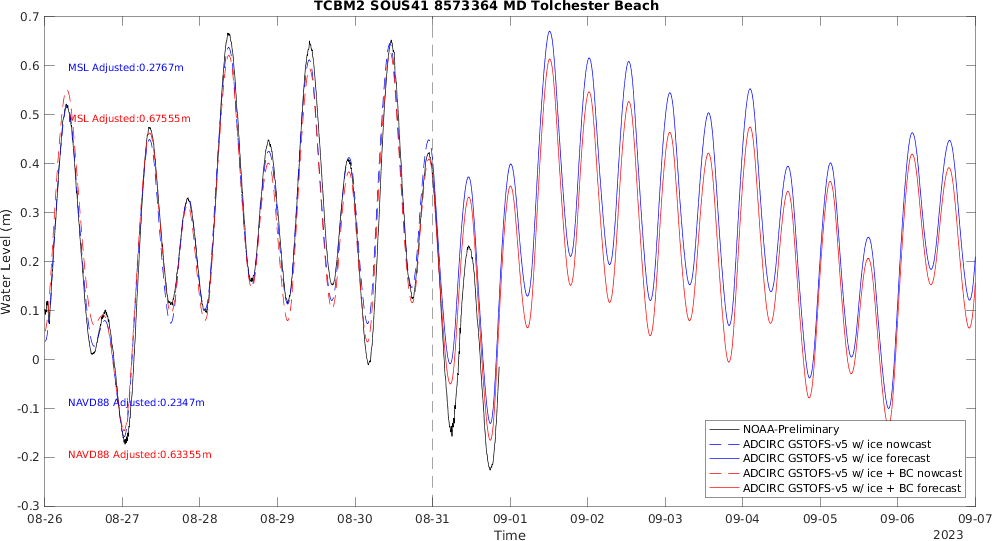 TCBM2 SOUS41 8573364 MD Tolchester Beach
0.7
0.6
0.5
0.4
0.3
0.2
0.1
0
-0.1
-0.2
-0.3
Water Level (m)
MSL Adjusted:0.2767m
MSL Adjusted:0.67555m
NAVD88 Adjusted:0.2347m
NAVD88 Adjusted:0.63355m
NOAA-Preliminary
ADCIRC GSTOFS-v5 w/ ice nowcast
ADCIRC GSTOFS-v5 w/ ice forecast
ADCIRC GSTOFS-v5 w/ ice + BC nowcast
ADCIRC GSTOFS-v5 w/ ice + BC forecast
08-26 08-27 08-28 08-29 08-30 08-31 09-01 09-02 09-03 09-04 09-05 09-06 09-07
Time
2023